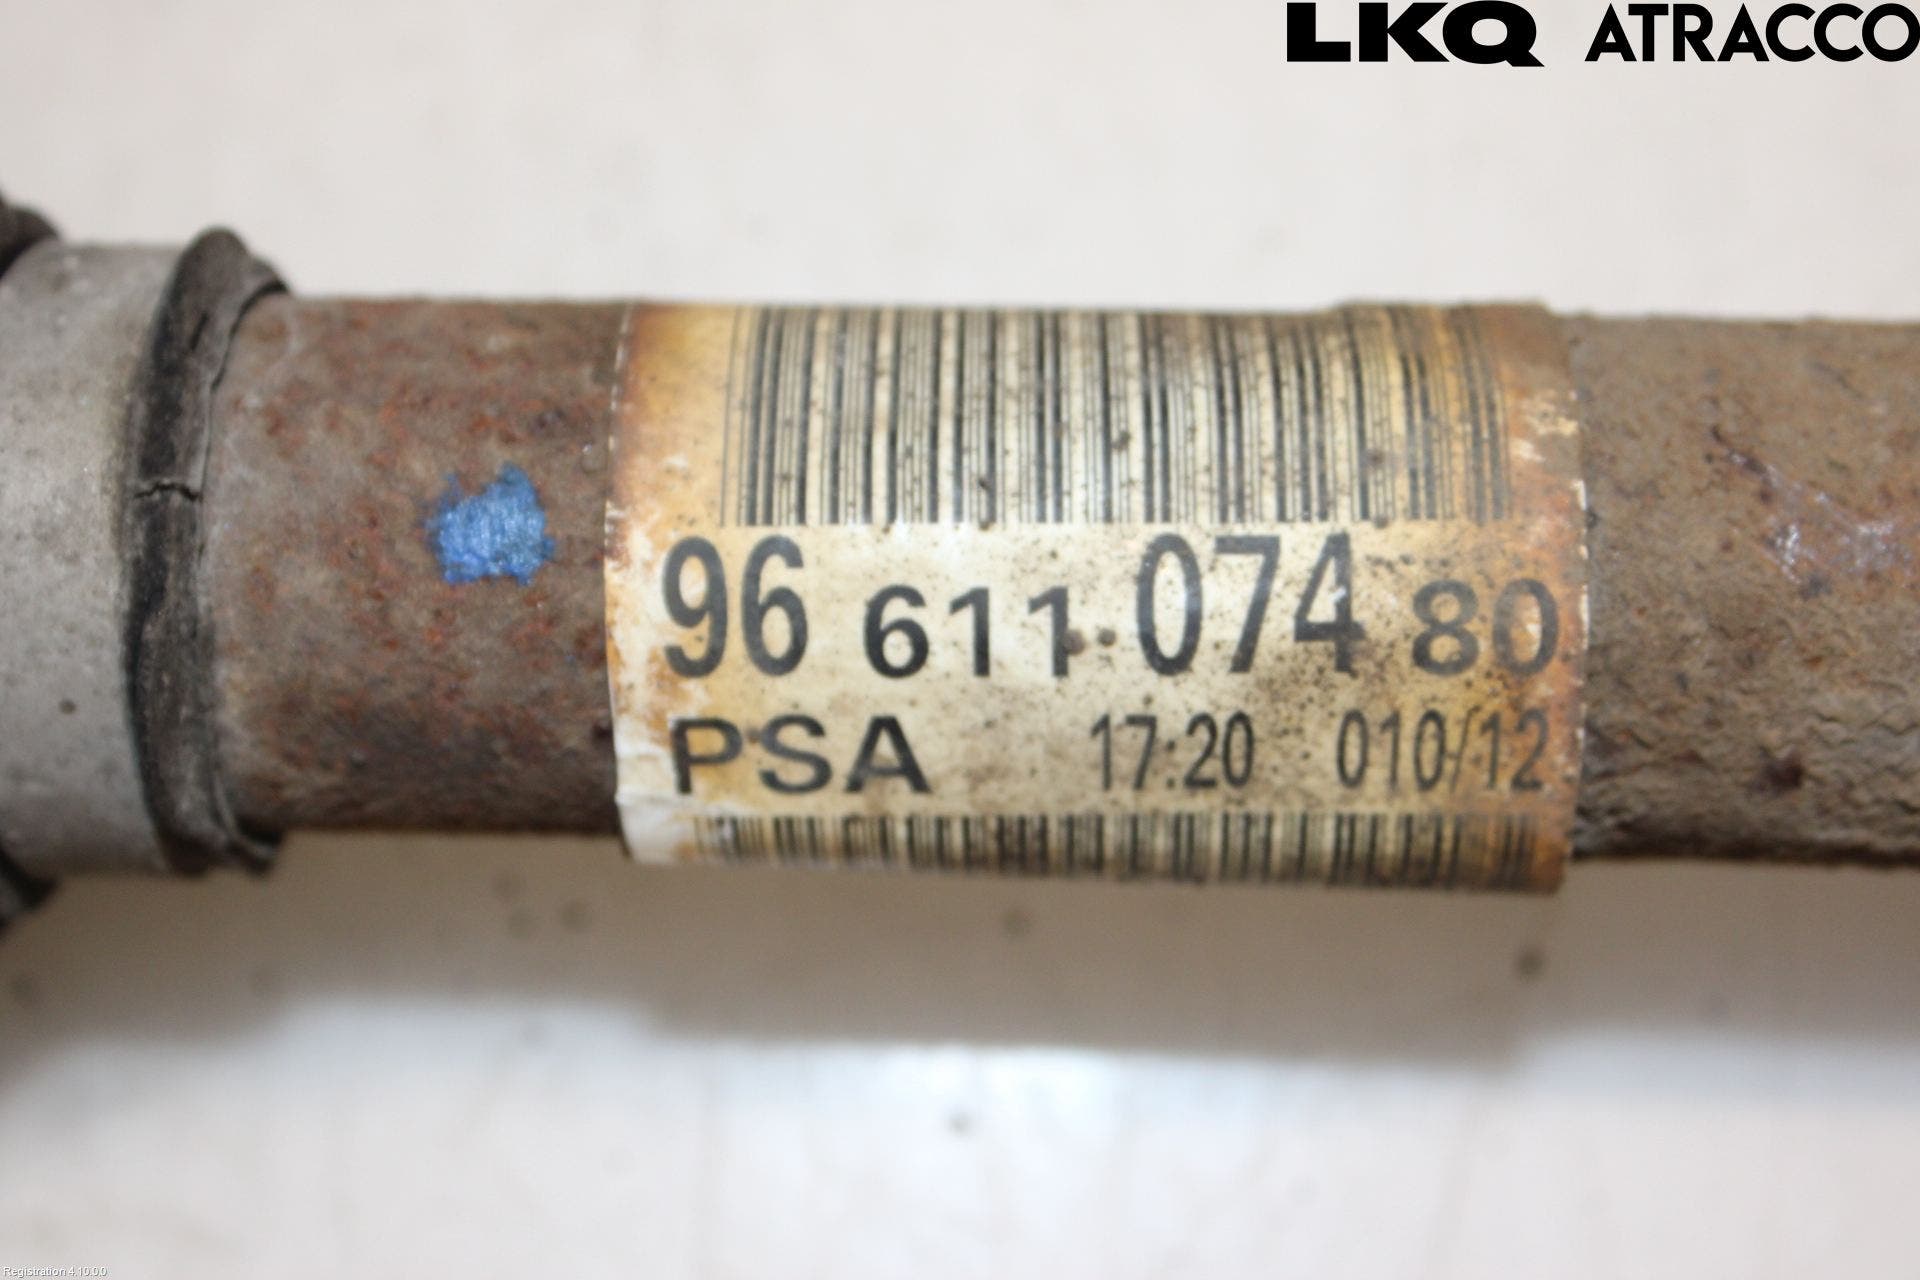 LKQ ATRACCO
96 611 074 80
PSA 17:20 010/12
Registration 4.10.0.0